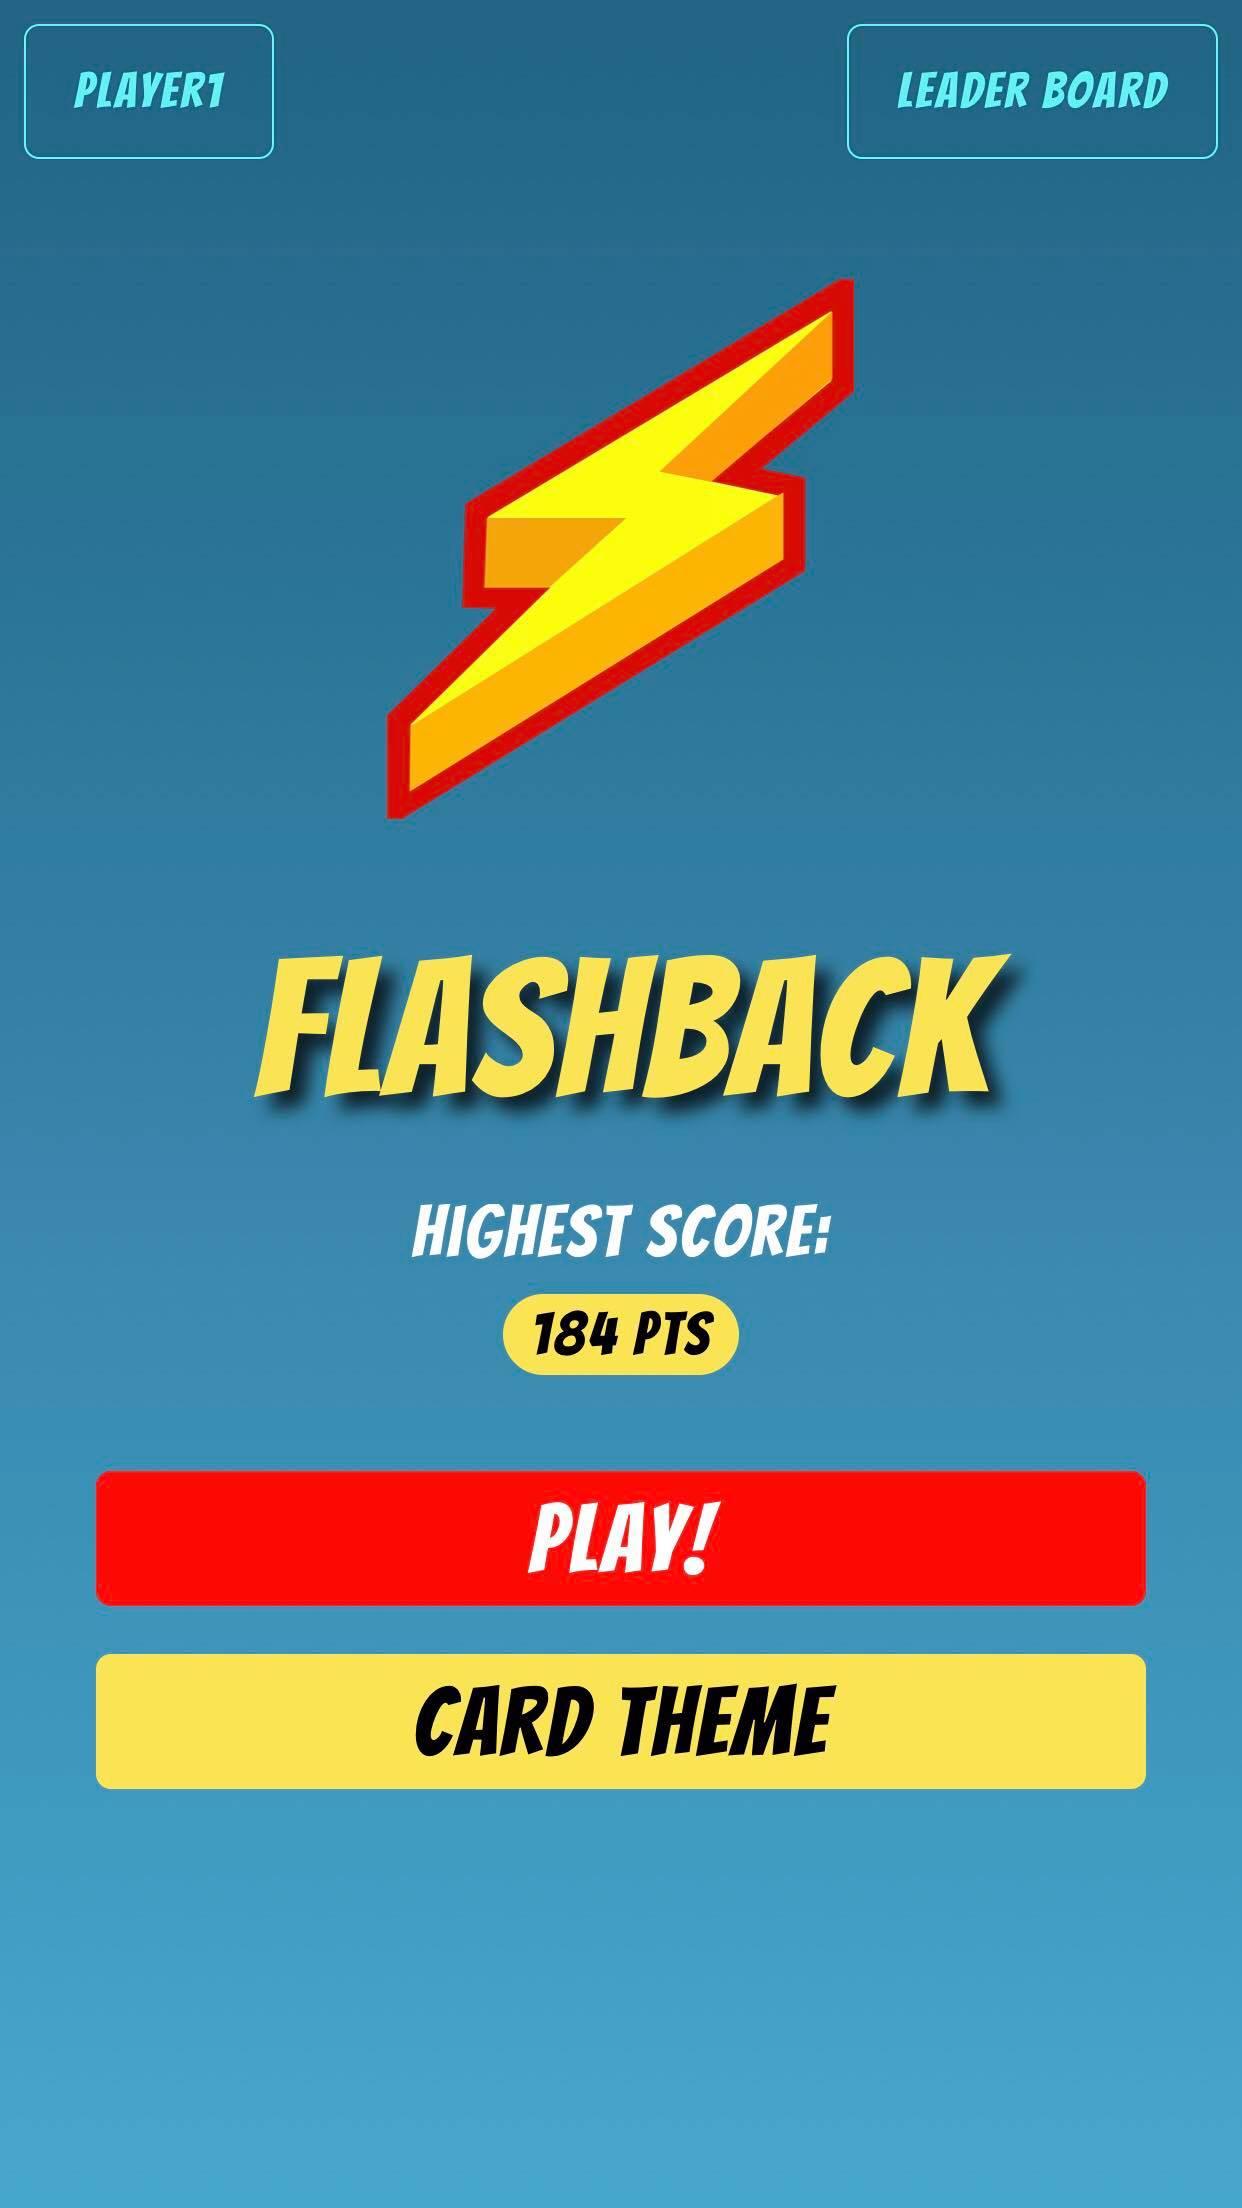 PLAYER1
LEADER BOARD
FLASHBACK
HIGHEST SCORE:
184 PTS
PLAY!
CARD THEME